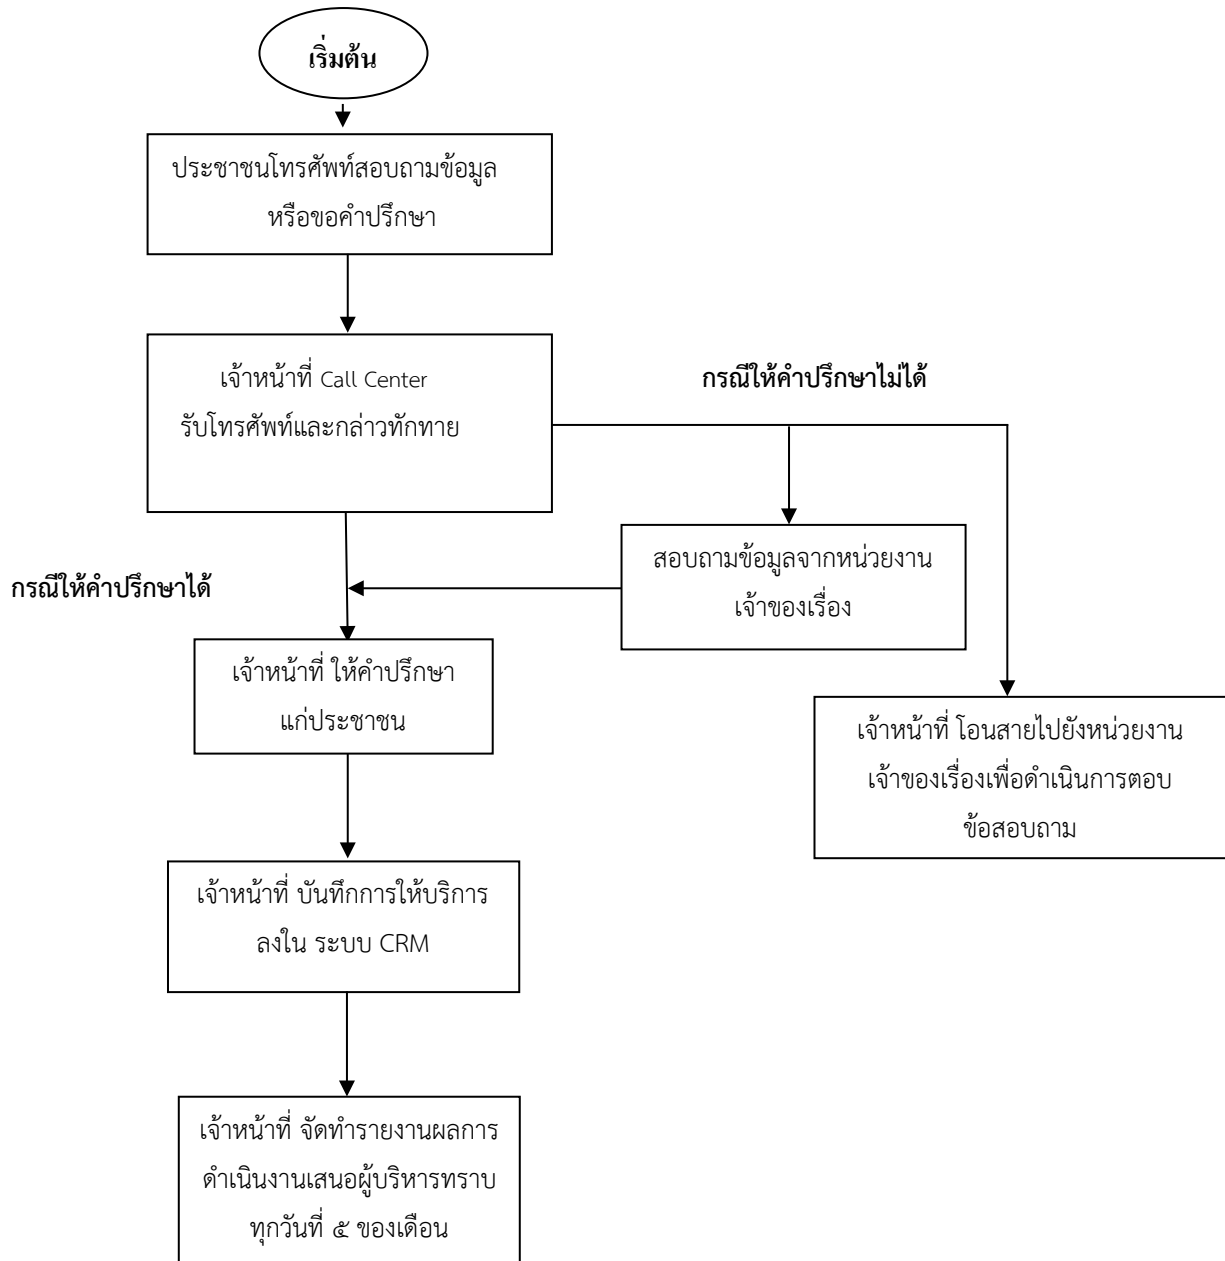 เริ่มต้น
ประชาชนโทรศัพท์สอบถามข้อมูล
หรือขอคำปรึกษา
เจ้าหน้าที่ Call Center
รับโทรศัพท์และกล่าวทักทาย
กรณีให้คำปรึกษาไม่ได้
สอบถามข้อมูลจากหน่วยงาน
เจ้าของเรื่อง
กรณีให้คำปรึกษาได้
เจ้าหน้าที่ ให้คำปรึกษา
แก่ประชาชน
เจ้าหน้าที่ โอนสายไปยังหน่วยงาน
เจ้าของเรื่องเพื่อดำเนินการตอบ
ข้อสอบถาม
เจ้าหน้าที่ บันทึกการให้บริการ
ลงใน ระบบ CRM
เจ้าหน้าที่ จัดทำรายงานผลการ
ดำเนินงานเสนอผู้บริหารทราบ
ทุกวันที่ ๕ ของเดือน